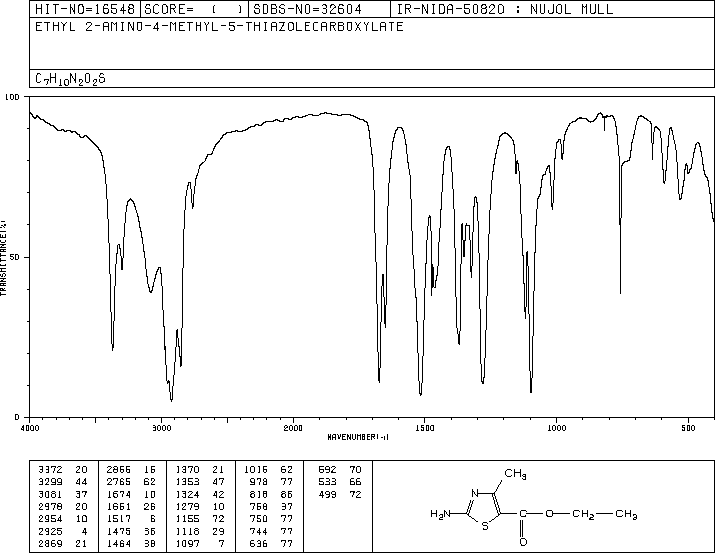 HIT-NO=16548 SCORE= ( ) SDBS-NO=32604 IR-NIDA-50820 : NUJOL MULL
ETHYL 2-AMINO-4-METHYL-5-THIAZOLECARBOXYLATE
C7H10N2O2S
100
50
0
TRANSMITTANCE(%)
4000 3000 2000 1500 1000 500
WAVENUMBER(-1)
3372 20 2866 16 1370 21 1016 62 592 70
3299 44 2765 62 1353 47 978 77 533 66
3081 37 1674 10 1324 42 818 86 499 72
2978 20 1651 26 1279 10 758 37
2954 10 1517 6 1155 72 750 77
2925 4 1475 36 1118 29 744 77
2869 21 1464 38 1097 7 636 77
CH3
N
H2N S O CH2 CH3
O